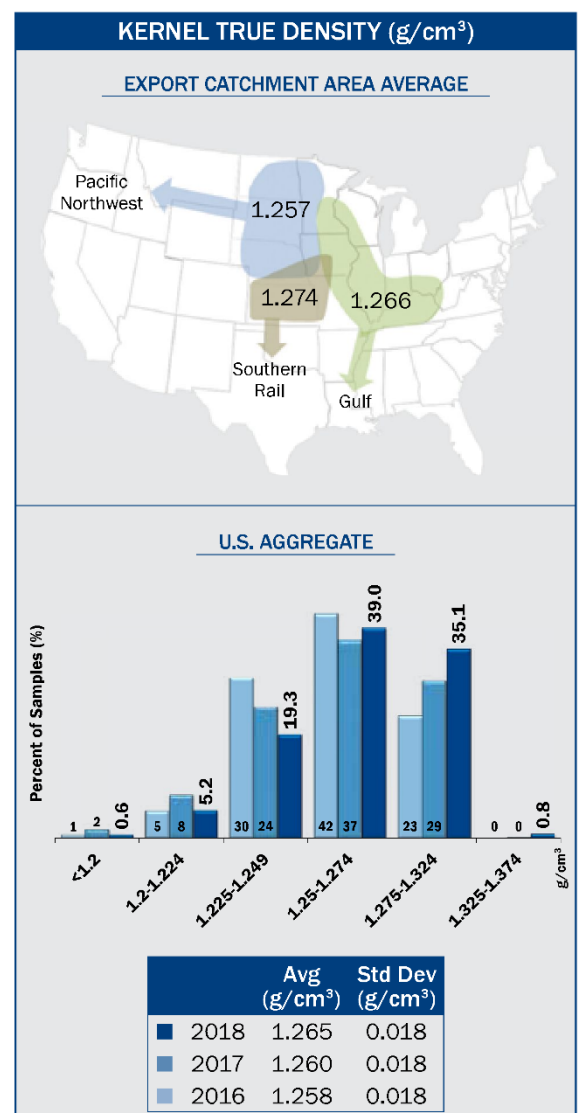 KERNEL TRUE DENSITY (g/cm³)
EXPORT CATCHMENT AREA AVERAGE
Pacific
Northwest
1.257
1.274
1.266
Southern
Rail
Gulf
U.S. AGGREGATE
Percent of Samples (%)
1 2 0.6
5 8 5.2
30 24 19.3
42 37 39.0
23 29 35.1
0 0 0.8
<1.2
1.2-1.224
1.225-1.249
1.25-1.274
1.275-1.324
1.325-1.374
g/cm³
Avg Std Dev
(g/cm³) (g/cm³)
2018 1.265 0.018
2017 1.260 0.018
2016 1.258 0.018